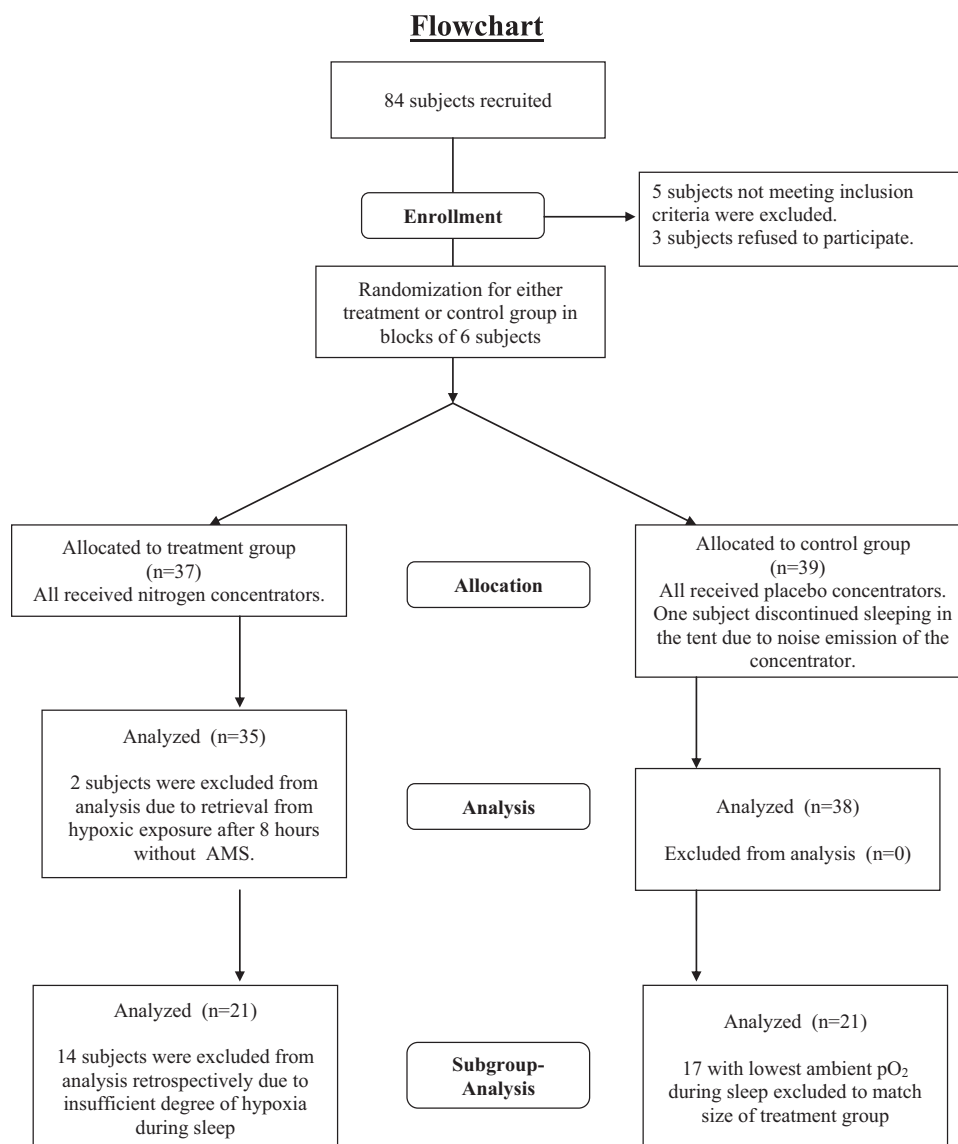 Flowchart
84 subjects recruited
Enrollment
5 subjects not meeting inclusion
criteria were excluded.
3 subjects refused to participate.
Randomization for either
treatment or control group in
blocks of 6 subjects
Allocated to treatment group
(n=37)
All received nitrogen concentrators.
Allocation
Allocated to control group
(n=39)
All received placebo concentrators.
One subject discontinued sleeping in
the tent due to noise emission of the
concentrator.
Analyzed (n=35)
2 subjects were excluded from
analysis due to retrieval from
hypoxic exposure after 8 hours
without AMS.
Analysis
Analyzed (n=38)
Excluded from analysis (n=0)
Analyzed (n=21)
14 subjects were excluded from
analysis retrospectively due to
insufficient degree of hypoxia
during sleep
Subgroup-
Analysis
Analyzed (n=21)
17 with lowest ambient pO₂
during sleep excluded to match
size of treatment group